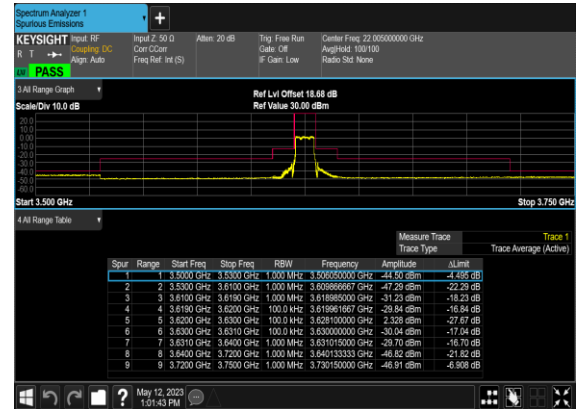 Spectrum Analyzer 1
Spurious Emissions
+
KEYSIGHT Input: RF Input Z: 50 Ω Atten: 20 dB Trig: Free Run Center Freq: 22.005000000 GHz
R T Coupling: DC Corr CCorr Gate: Off Avg|Hold: 100/100
Align: Auto Freq Ref: Int (S) IF Gain: Low Radio Std: None
PASS
3 All Range Graph
Ref Lvl Offset 18.68 dB
Scale/Div 10.0 dB Ref Value 30.00 dBm
20.0
10.0
0.00
-10.0
-20.0
-30.0
-40.0
-50.0
-60.0
Start 3.500 GHz Stop 3.750 GHz
4 All Range Table
Measure Trace Trace 1
Trace Type Trace Average (Active)
Spur Range Start Freq Stop Freq RBW Frequency Amplitude ΔLimit
1 1 3.5000 GHz 3.5300 GHz 1.000 MHz 3.506050000 GHz -44.50 dBm -4.495 dB
2 2 3.5300 GHz 3.6100 GHz 1.000 MHz 3.609866667 GHz -47.29 dBm -22.29 dB
3 3 3.6100 GHz 3.6190 GHz 1.000 MHz 3.618985000 GHz -31.23 dBm -18.23 dB
4 4 3.6190 GHz 3.6200 GHz 100.0 kHz 3.619961667 GHz -29.84 dBm -16.84 dB
5 5 3.6200 GHz 3.6300 GHz 100.0 kHz 3.628100000 GHz 2.328 dBm -27.67 dB
6 6 3.6300 GHz 3.6310 GHz 100.0 kHz 3.630000000 GHz -30.04 dBm -17.04 dB
7 7 3.6310 GHz 3.6400 GHz 1.000 MHz 3.631015000 GHz -29.70 dBm -16.70 dB
8 8 3.6400 GHz 3.7200 GHz 1.000 MHz 3.640133333 GHz -46.82 dBm -21.82 dB
9 9 3.7200 GHz 3.7500 GHz 1.000 MHz 3.730150000 GHz -46.91 dBm -6.908 dB
? May 12, 2023
1:01:43 PM